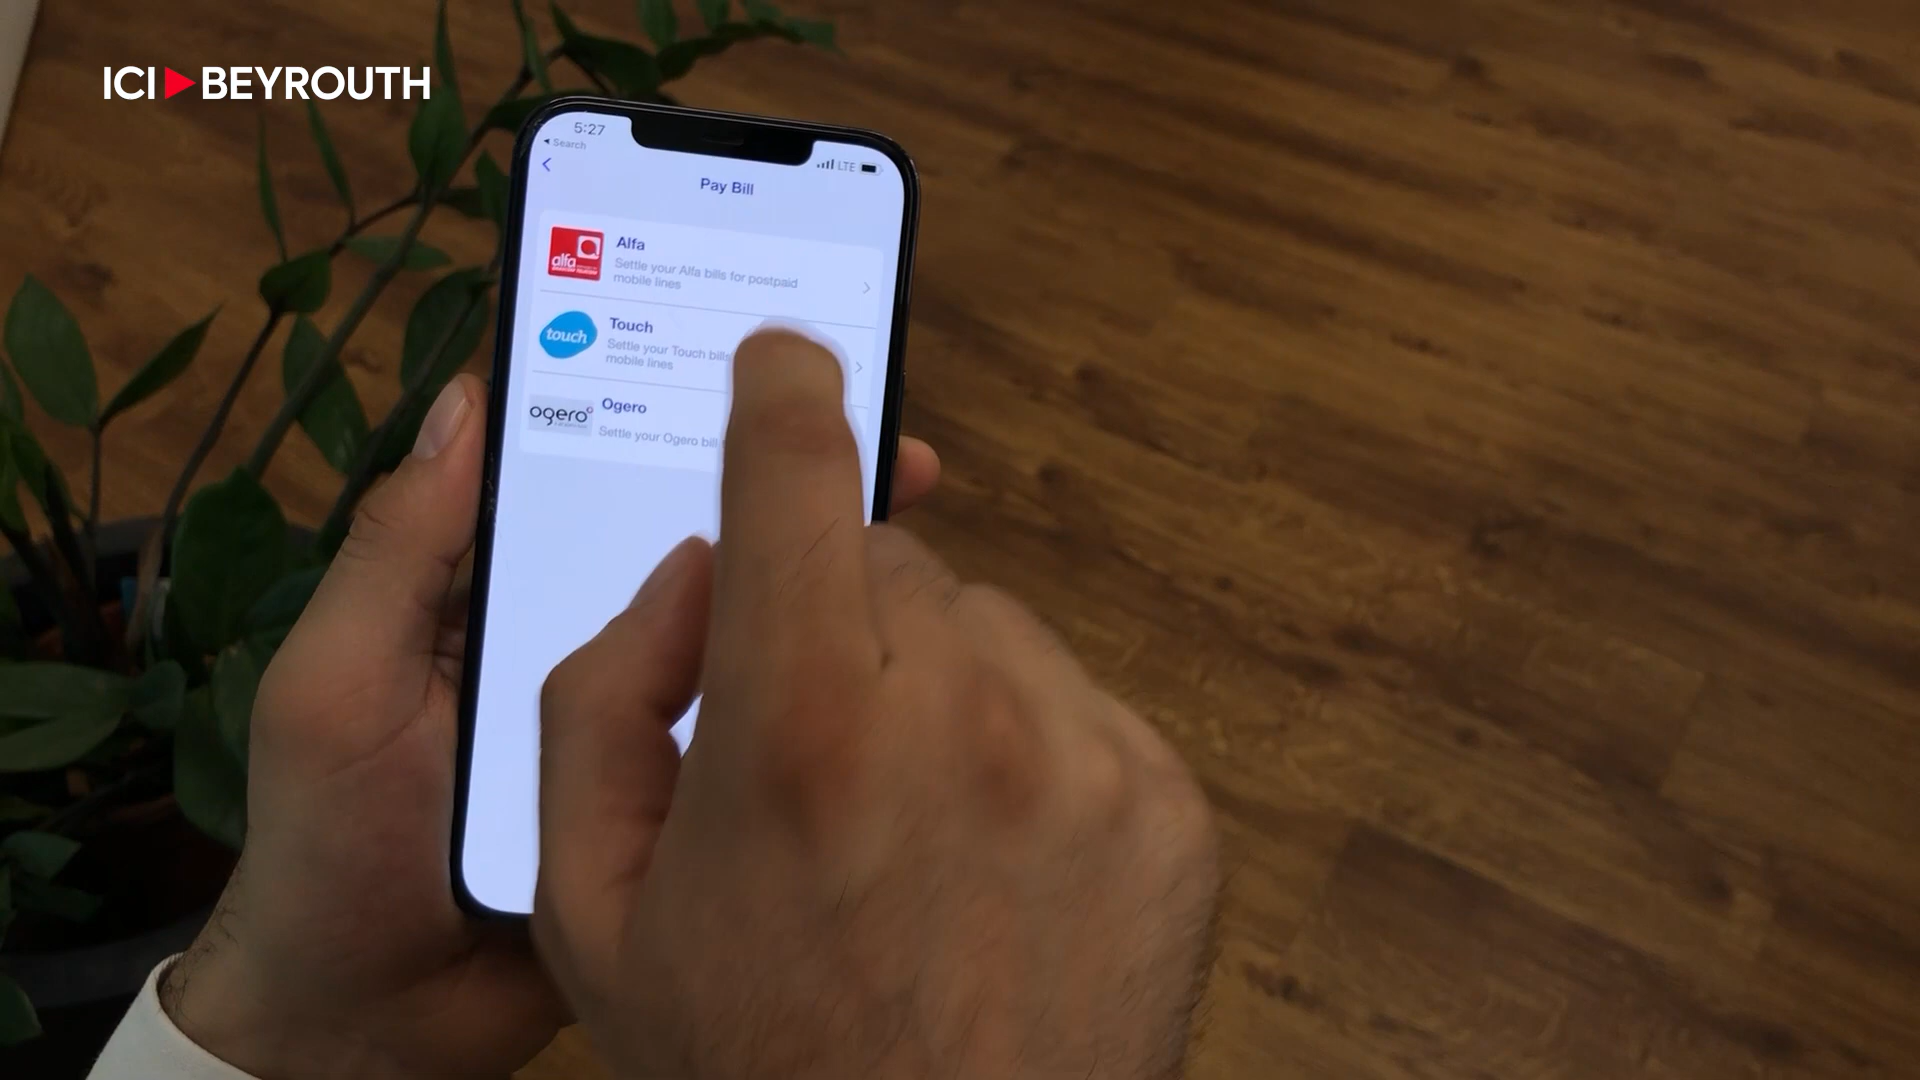 ICI BEYROUTH
5:27
Search
LTE
Pay Bill
alfa
Alfa
Settle your Alfa bills for postpaid
mobile lines
touch
Touch
Settle your Touch bills
mobile lines
ogero
Ogero
Settle your Ogero bill